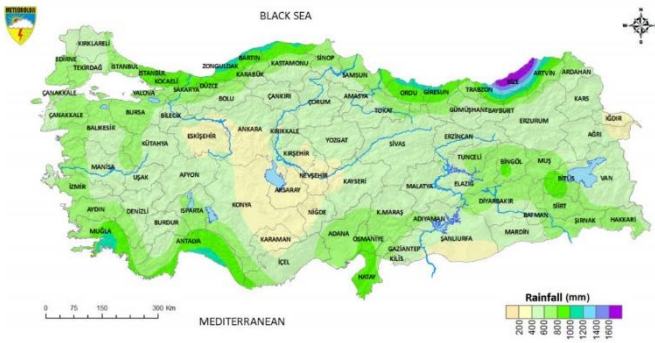 METEOROLOJİ
BLACK SEA
N
KIRKLARELİ
EDİRNE
TEKİRDAĞ
İSTANBUL
İSTANBUL
KOCAELİ
YALOVA
SAKARYA
DÜZCE
ZONGULDAK
BARTIN
KARABÜK
KASTAMONU
SİNOP
SAMSUN
BOLU
ÇANKIRI
ÇORUM
AMASYA
TOKAT
ORDU
GİRESUN
TRABZON
RİZE
ARTVİN
ARDAHAN
KARS
GÜMÜŞHANE
BAYBURT
ERZURUM
IĞDIR
AĞRI
ÇANAKKALE
ÇANAKKALE
BALIKESİR
BURSA
BİLECİK
ESKİŞEHİR
ANKARA
KIRIKKALE
KIRŞEHİR
YOZGAT
SİVAS
ERZİNCAN
TUNCELİ
BİNGÖL
MUŞ
BİTLİS
VAN
KÜTAHYA
MANİSA
UŞAK
AFYON
İZMİR
AYDIN
DENİZLİ
ISPARTA
BURDUR
MUĞLA
ANTALYA
KONYA
AKSARAY
NEVŞEHİR
KAYSERİ
NİĞDE
KARAMAN
İÇEL
MALATYA
ELAZIĞ
DİYARBAKIR
BATMAN
SİİRT
ŞIRNAK
HAKKARİ
K.MARAŞ
ADIYAMAN
ADANA
OSMANİYE
GAZİANTEP
KİLİS
ŞANLIURFA
MARDİN
HATAY
0 75 150 300 Km
MEDITERRANEAN
Rainfall (mm)
200
400
600
800
1000
1200
1400
1600